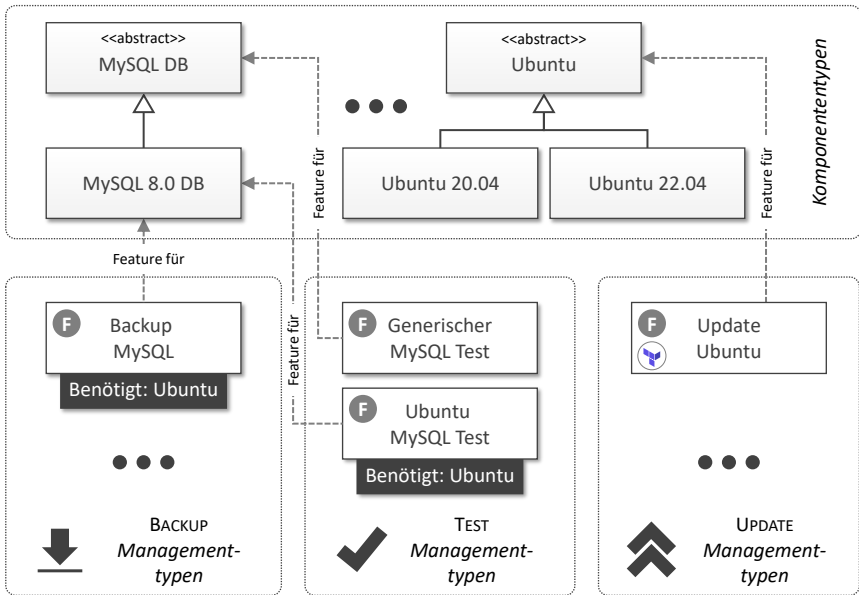 <<abstract>>
MySQL DB
<<abstract>>
Ubuntu
MySQL 8.0 DB
Ubuntu 20.04
Ubuntu 22.04
Komponententypen
Feature für
Feature für
Feature für
Feature für
F
Backup
MySQL
Benötigt: Ubuntu
F
Generischer
MySQL Test
F
Ubuntu
MySQL Test
Benötigt: Ubuntu
F
Update
Ubuntu
BACKUP
Management-
typen
TEST
Management-
typen
UPDATE
Management-
typen